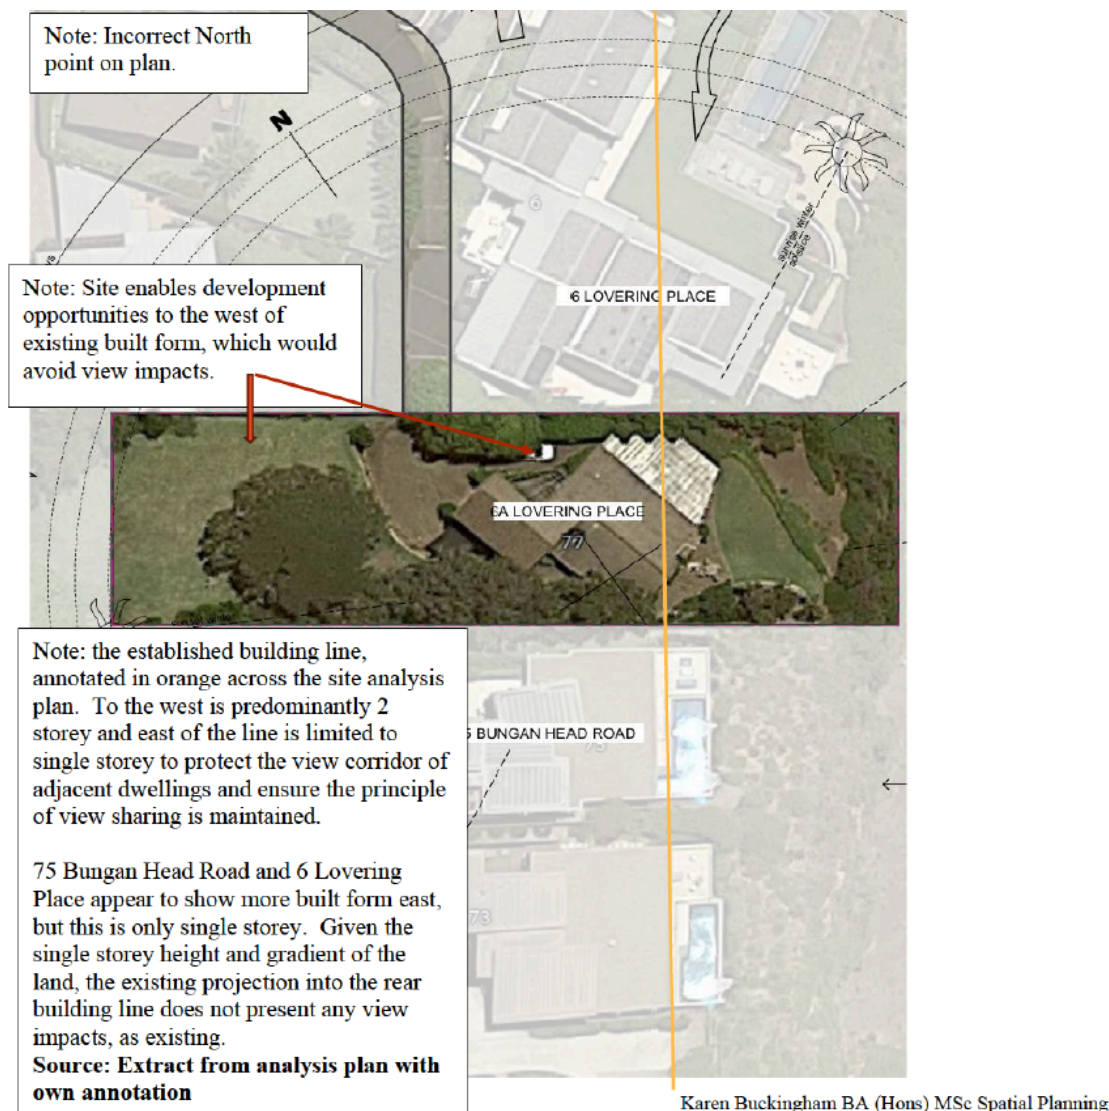 Note: Incorrect North
point on plan.
N
6
sunrise winter
solstice
6 LOVERING PLACE
Note: Site enables development
opportunities to the west of
existing built form, which would
avoid view impacts.
6A LOVERING PLACE
77
Note: the established building line,
annotated in orange across the site analysis
plan.  To the west is predominantly 2
storey and east of the line is limited to
single storey to protect the view corridor of
adjacent dwellings and ensure the principle
of view sharing is maintained.
75 Bungan Head Road and 6 Lovering
Place appear to show more built form east,
but this is only single storey.  Given the
single storey height and gradient of the
land, the existing projection into the rear
building line does not present any view
impacts, as existing.
Source: Extract from analysis plan with
own annotation
5 BUNGAN HEAD ROAD
75
73
Karen Buckingham BA (Hons) MSc Spatial Planning